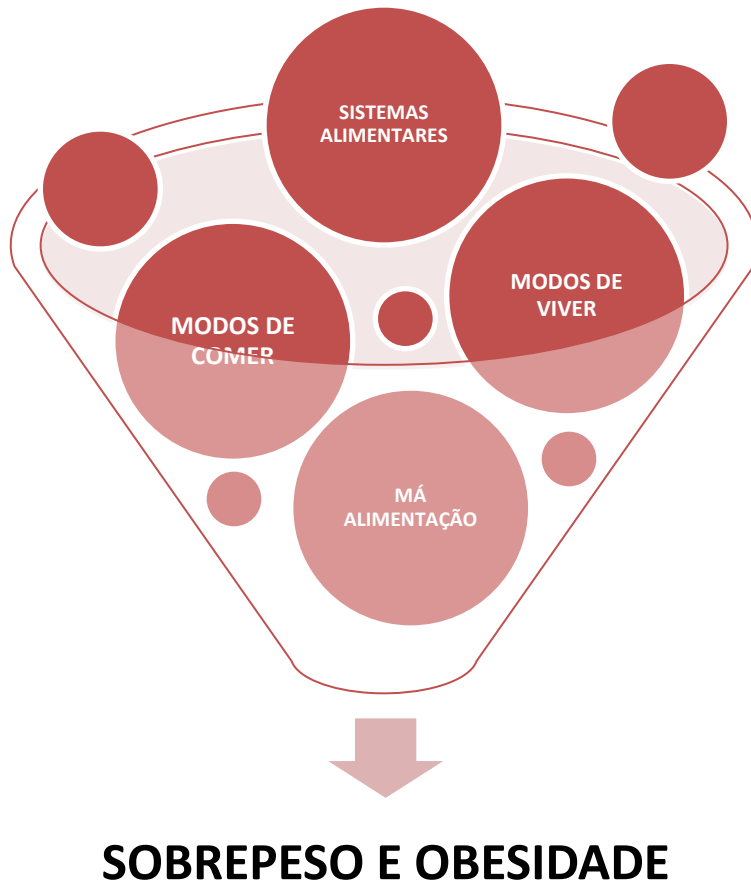 SISTEMAS
ALIMENTARES
MODOS DE
VIVER
MODOS DE
COMER
MÁ
ALIMENTAÇÃO
SOBREPESO E OBESIDADE